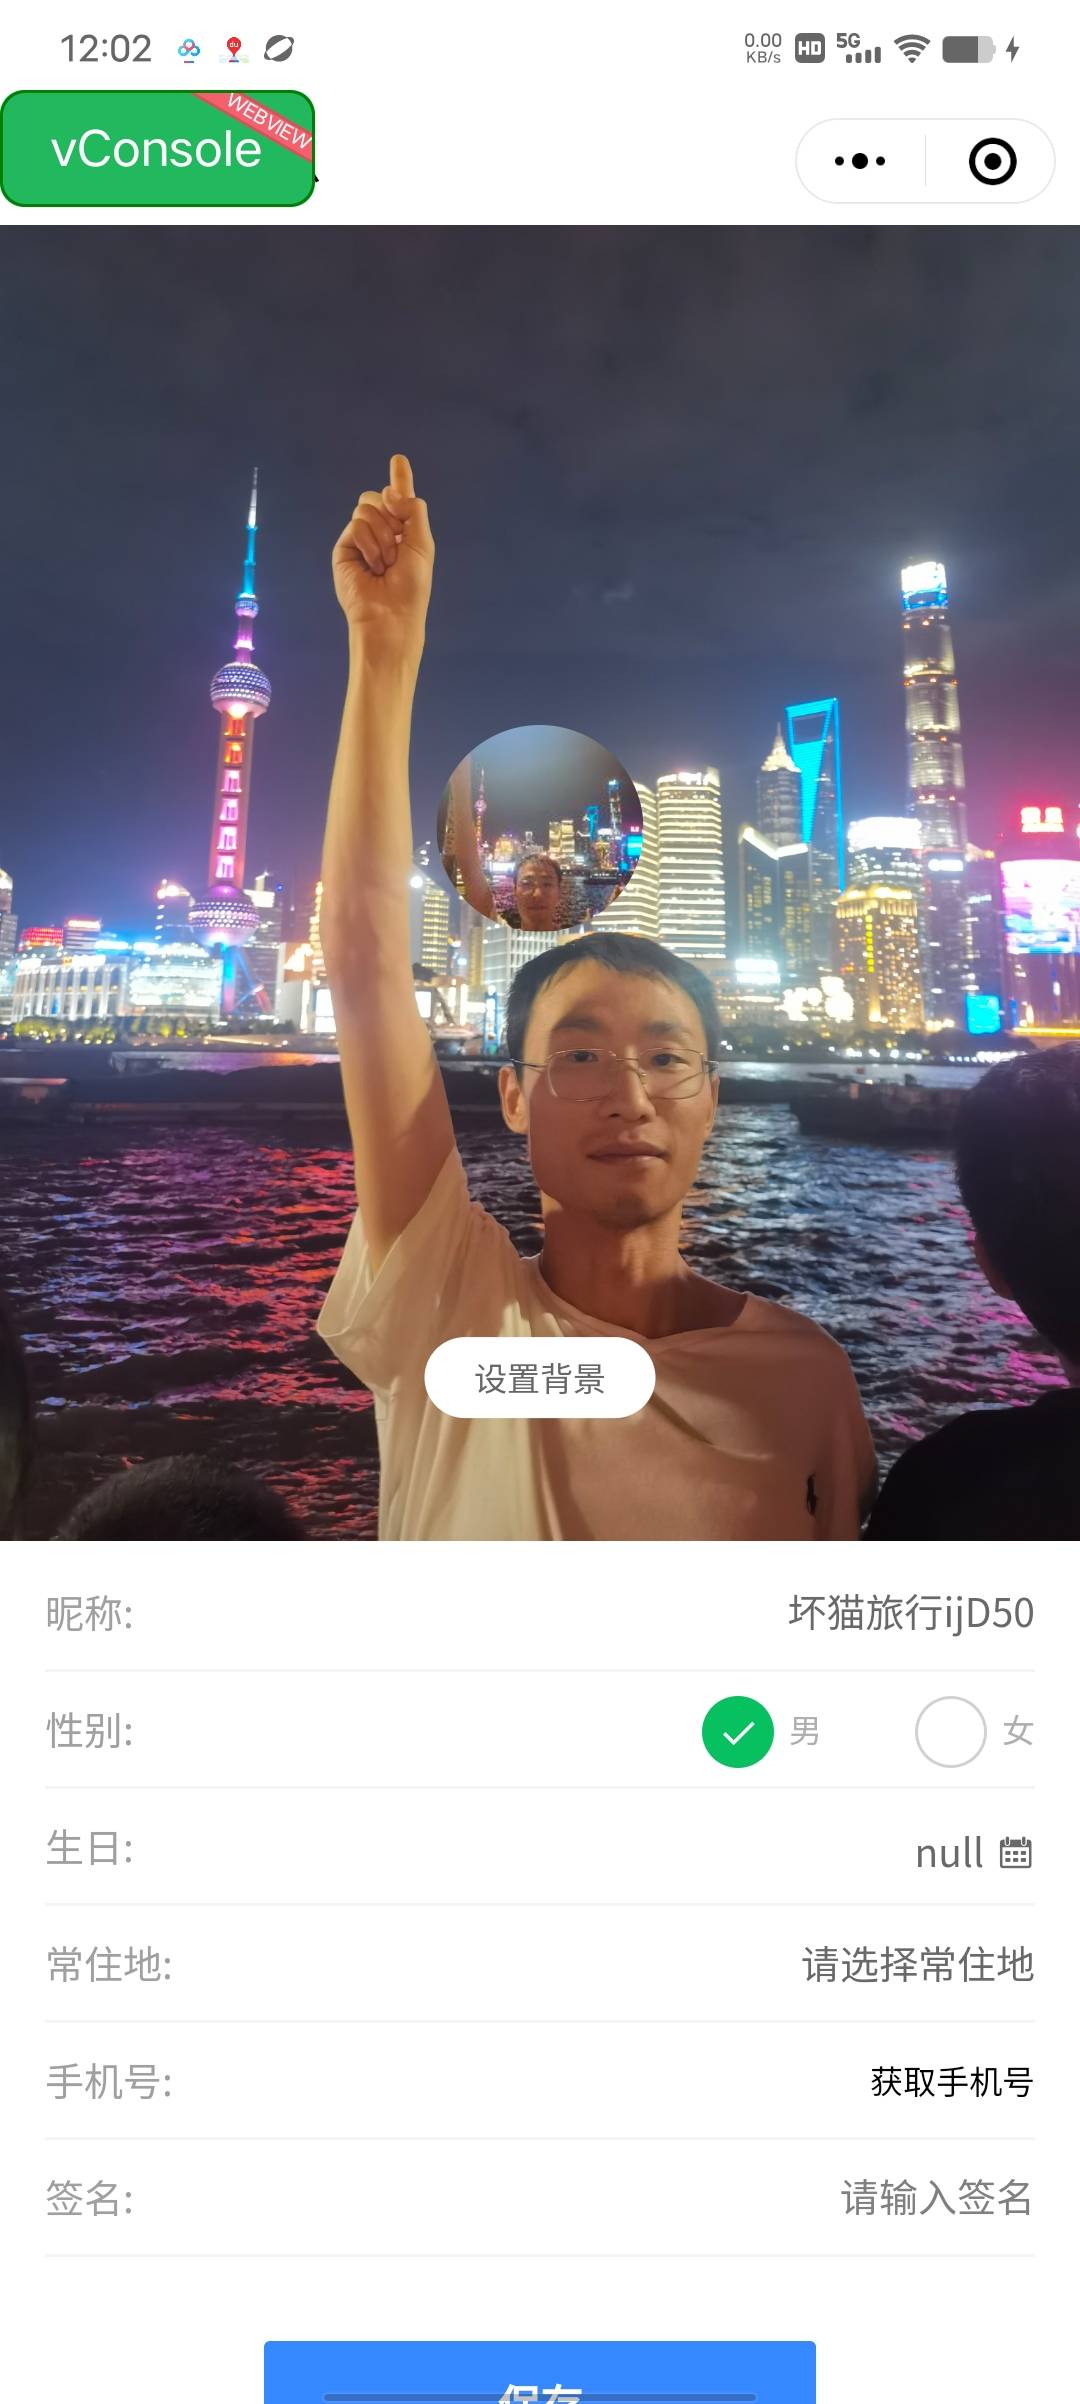 12:02
0.00
KB/s
HD
5G
WEBVIEW
vConsole
设置背景
昵称:
坏猫旅行ijD50
性别:
男
女
生日:
null
常住地:
请选择常住地
手机号:
获取手机号
签名:
请输入签名
保存